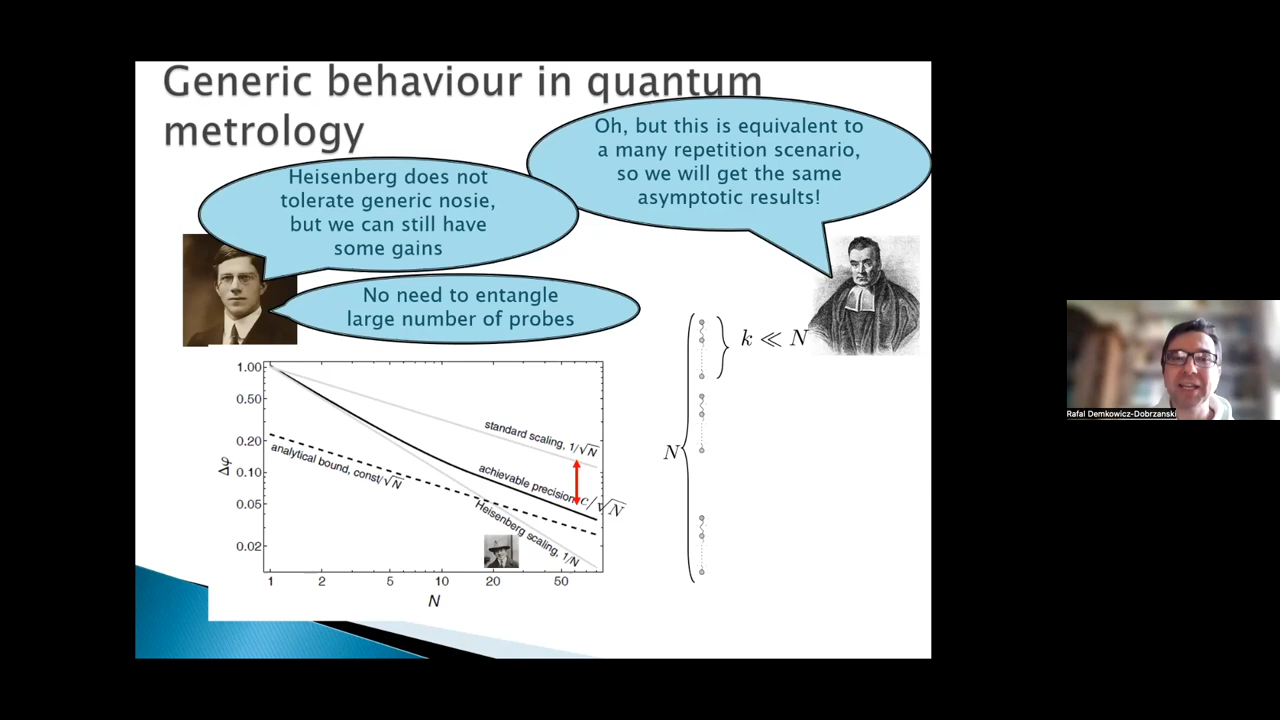 Generic behaviour in quantum
metrology
Oh, but this is equivalent to
a many repetition scenario,
so we will get the same
asymptotic results!
Heisenberg does not
tolerate generic nosie,
but we can still have
some gains
No need to entangle
large number of probes
k ≪ N
N
1.00
0.50
0.20
0.10
0.05
0.02
Δφ
standard scaling, 1/√N
analytical bound, const/√N
achievable precision, c/√N
Heisenberg scaling, 1/N
1 2 5 10 20 50
N
Rafal Demkowicz-Dobrzanski